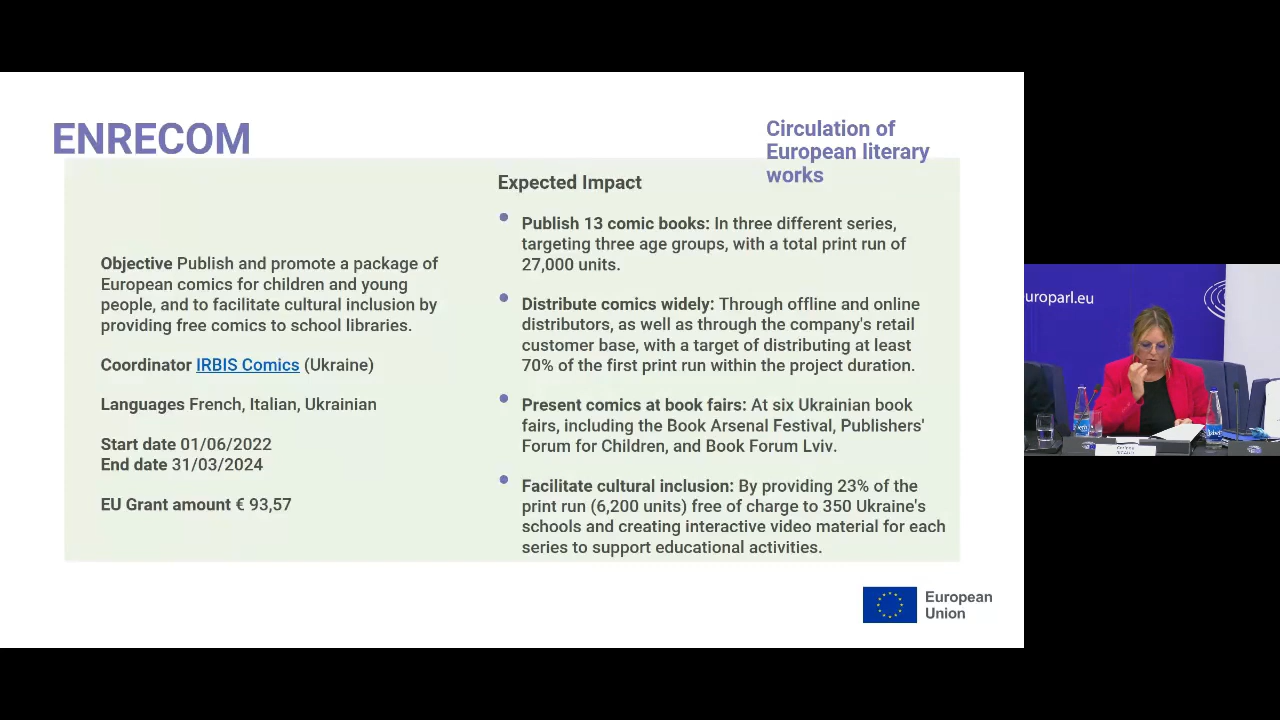 ENRECOM
Circulation of
European literary
works
Objective Publish and promote a package of
European comics for children and young
people, and to facilitate cultural inclusion by
providing free comics to school libraries.
Coordinator IRBIS Comics (Ukraine)
Languages French, Italian, Ukrainian
Start date 01/06/2022
End date 31/03/2024
EU Grant amount € 93,57
Expected Impact
Publish 13 comic books: In three different series,
targeting three age groups, with a total print run of
27,000 units.
Distribute comics widely: Through offline and online
distributors, as well as through the company's retail
customer base, with a target of distributing at least
70% of the first print run within the project duration.
Present comics at book fairs: At six Ukrainian book
fairs, including the Book Arsenal Festival, Publishers'
Forum for Children, and Book Forum Lviv.
Facilitate cultural inclusion: By providing 23% of the
print run (6,200 units) free of charge to 350 Ukraine's
schools and creating interactive video material for each
series to support educational activities.
European
Union
uroparl.eu